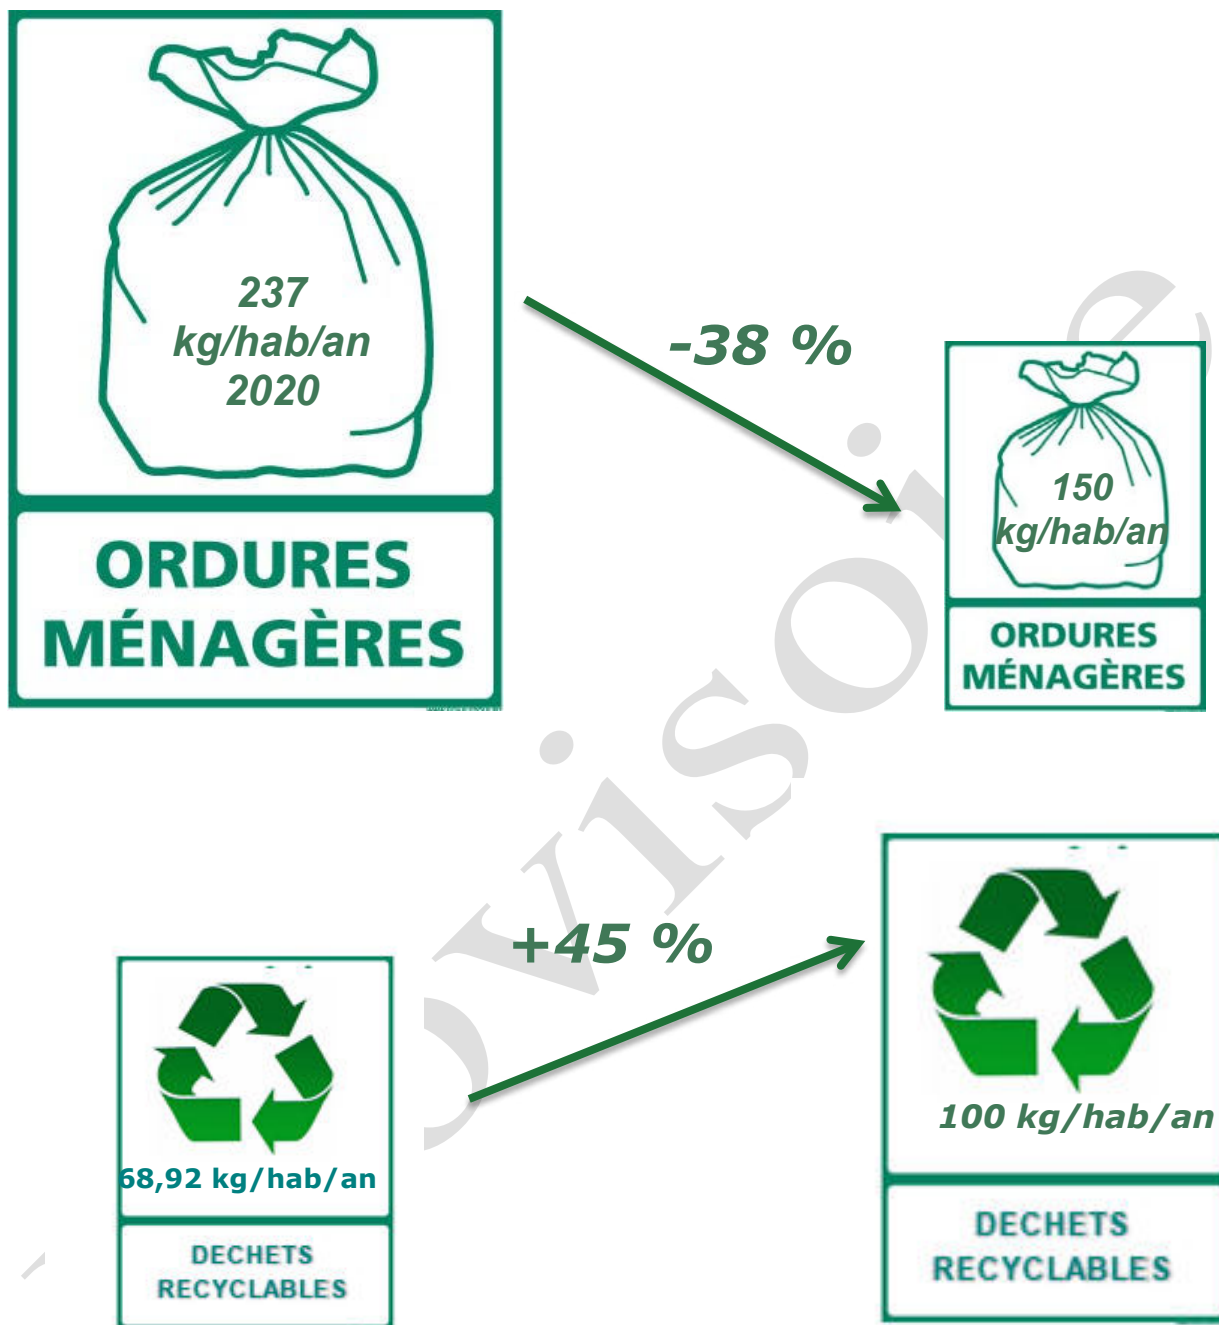 237
kg/hab/an
2020
ORDURES
MÉNAGÈRES
-38 %
150
kg/hab/an
ORDURES
MÉNAGÈRES
+45 %
68,92 kg/hab/an
DECHETS
RECYCLABLES
100 kg/hab/an
DECHETS
RECYCLABLES